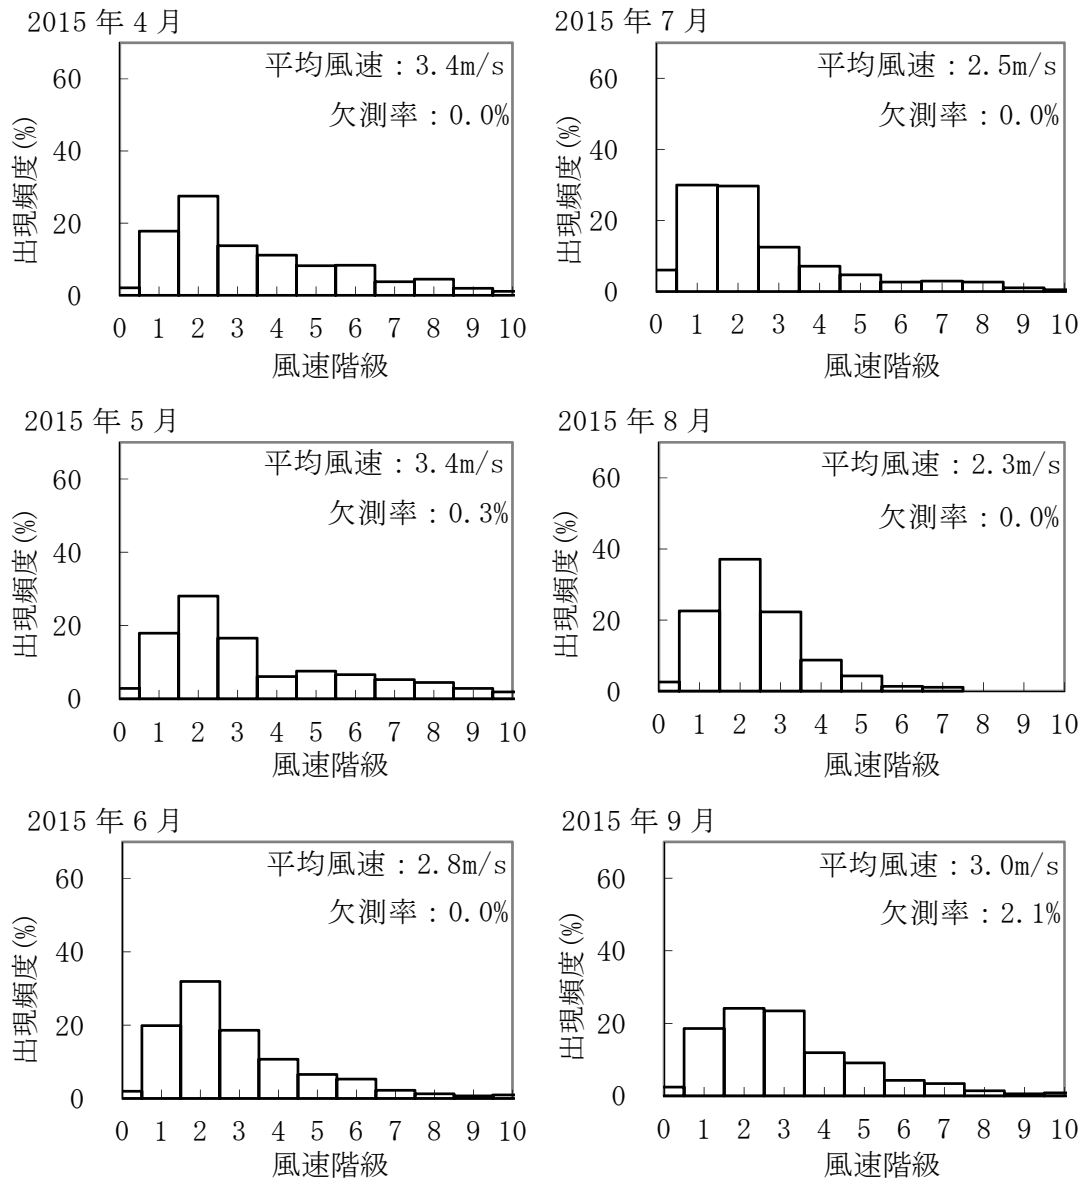 2015 年 4 月
平均風速：3.4m/s
欠測率：0.0%
出現頻度(%)
60
40
20
0
0 1 2 3 4 5 6 7 8 9 10
風速階級
2015 年 7 月
平均風速：2.5m/s
欠測率：0.0%
出現頻度(%)
60
40
20
0
0 1 2 3 4 5 6 7 8 9 10
風速階級
2015 年 5 月
平均風速：3.4m/s
欠測率：0.3%
出現頻度(%)
60
40
20
0
0 1 2 3 4 5 6 7 8 9 10
風速階級
2015 年 8 月
平均風速：2.3m/s
欠測率：0.0%
出現頻度(%)
60
40
20
0
0 1 2 3 4 5 6 7 8 9 10
風速階級
2015 年 6 月
平均風速：2.8m/s
欠測率：0.0%
出現頻度(%)
60
40
20
0
0 1 2 3 4 5 6 7 8 9 10
風速階級
2015 年 9 月
平均風速：3.0m/s
欠測率：2.1%
出現頻度(%)
60
40
20
0
0 1 2 3 4 5 6 7 8 9 10
風速階級